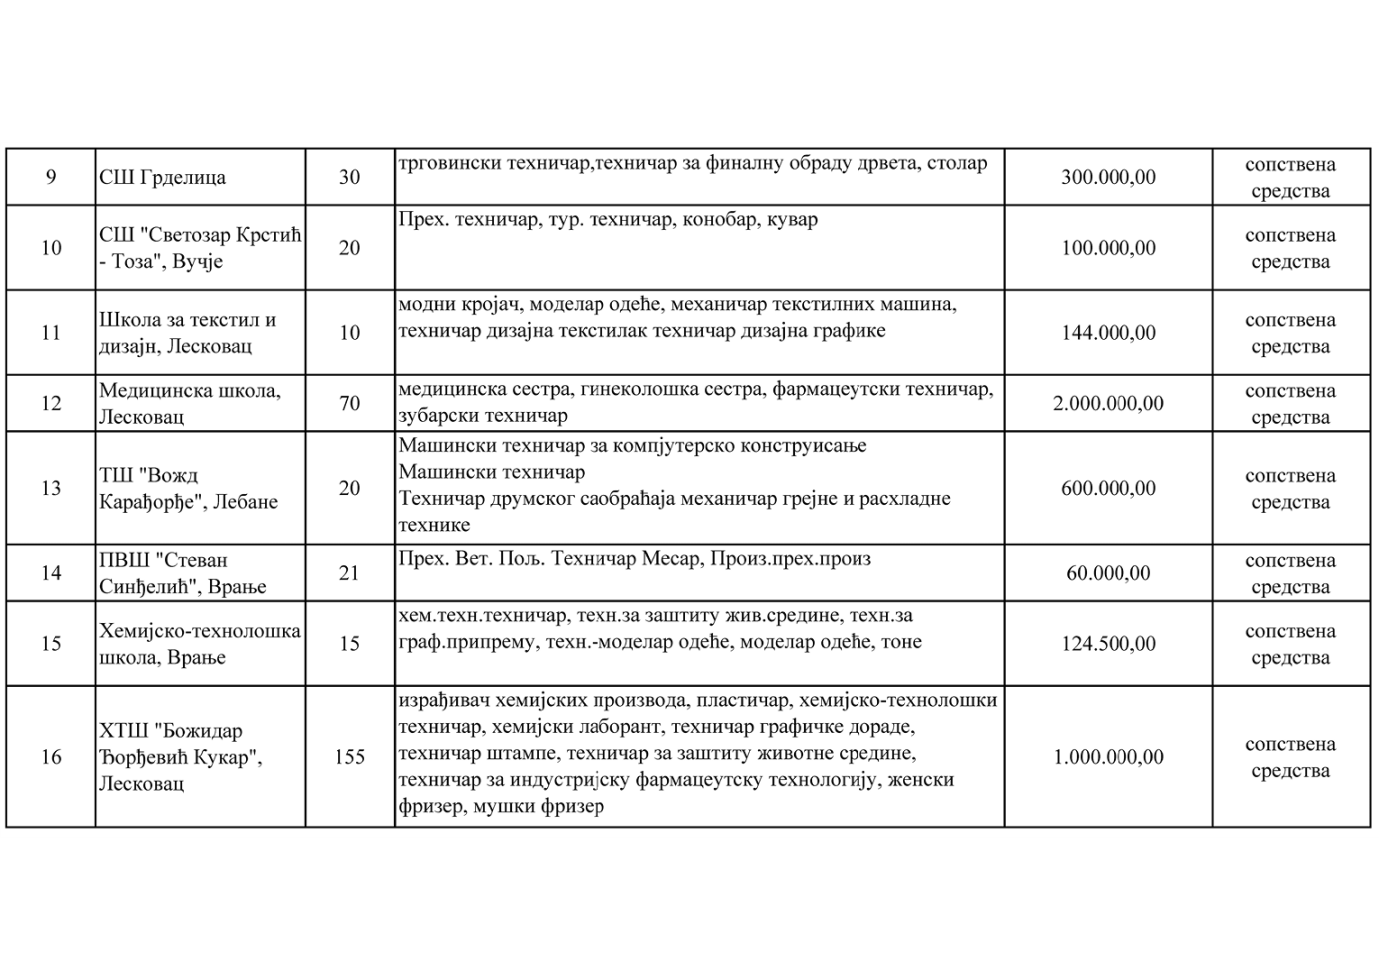 9
СШ Грделица
30
трговински техничар,техничар за финалну обраду дрвета, столар
300.000,00
сопствена
средства
10
СШ "Светозар Крстић
- Тоза", Вучје
20
Прех. техничар, тур. техничар, конобар, кувар
100.000,00
сопствена
средства
11
Школа за текстил и
дизајн, Лесковац
10
модни кројач, моделар одеће, механичар текстилних машина,
техничар дизајна текстилак техничар дизајна графике
144.000,00
сопствена
средства
12
Медицинска школа,
Лесковац
70
медицинска сестра, гинеколошка сестра, фармацеутски техничар,
зубарски техничар
2.000.000,00
сопствена
средства
13
ТШ "Вожд
Карађорђе", Лебане
20
Машински техничар за компјутерско конструисање
Машински техничар
Техничар друмског саобраћаја механичар грејне и расхладне
технике
600.000,00
сопствена
средства
14
ПВШ "Стеван
Синђелић", Врање
21
Прех. Вет. Пољ. Техничар Месар, Произ.прех.произ
60.000,00
сопствена
средства
15
Хемијско-технолошка
школа, Врање
15
хем.техн.техничар, техн.за заштиту жив.средине, техн.за
граф.припрему, техн.-моделар одеће, моделар одеће, тоне
124.500,00
сопствена
средства
16
ХТШ "Божидар
Ђорђевић Кукар",
Лесковац
155
израђивач хемијских производа, пластичар, хемијско-технолошки
техничар, хемијски лаборант, техничар графичке дораде,
техничар штампе, техничар за заштиту животне средине,
техничар за индустријску фармацеутску технологију, женски
фризер, мушки фризер
1.000.000,00
сопствена
средства